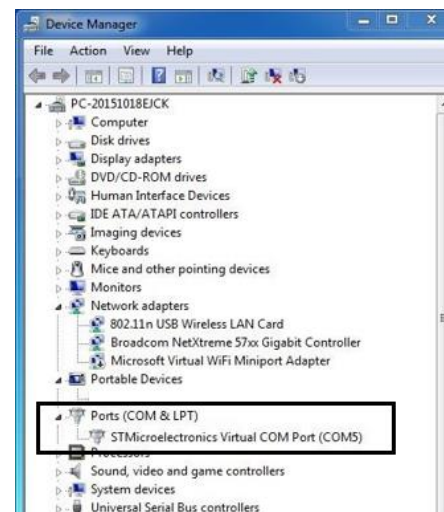 Device Manager
File Action View Help
PC-20151018EJCK
Computer
Disk drives
Display adapters
DVD/CD-ROM drives
Human Interface Devices
IDE ATA/ATAPI controllers
Imaging devices
Keyboards
Mice and other pointing devices
Monitors
Network adapters
802.11n USB Wireless LAN Card
Broadcom NetXtreme 57xx Gigabit Controller
Microsoft Virtual WiFi Miniport Adapter
Portable Devices
Ports (COM & LPT)
STMicroelectronics Virtual COM Port (COM5)
Processors
Sound, video and game controllers
System devices
Universal Serial Bus controllers